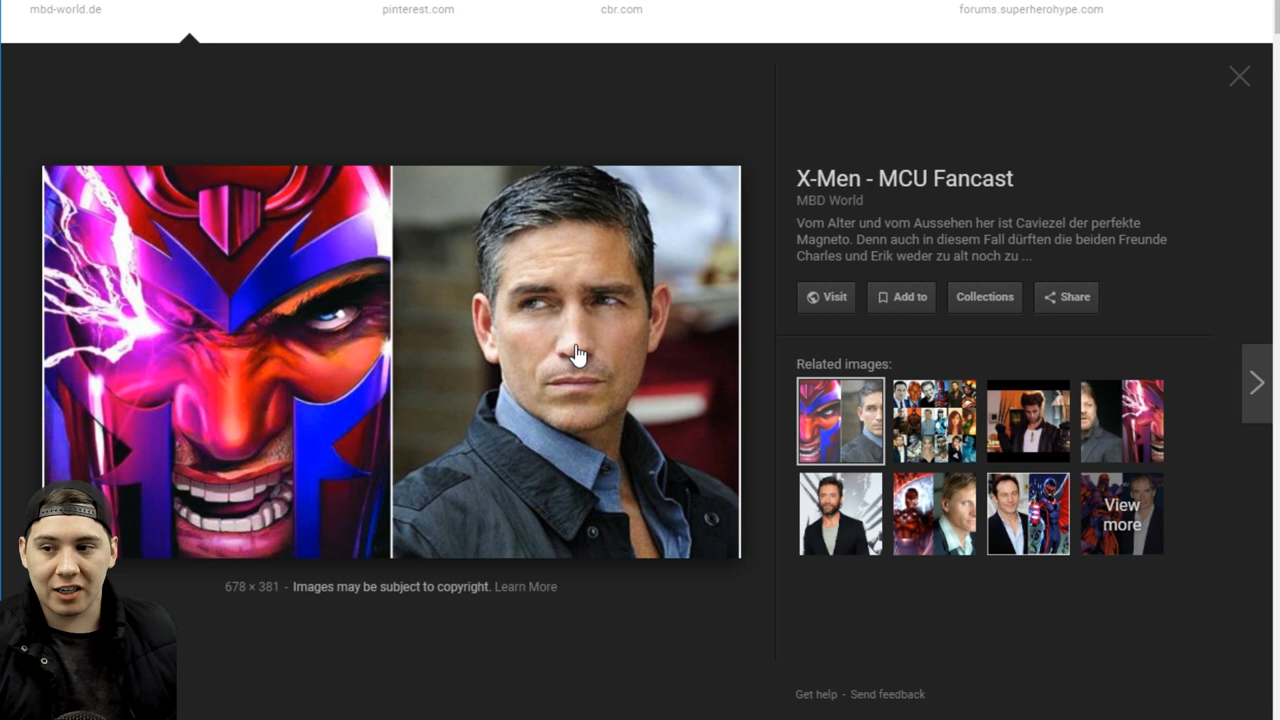 mbd-world.de
pinterest.com
cbr.com
forums.superherohype.com
X-Men - MCU Fancast
MBD World
Vom Alter und vom Aussehen her ist Caviezel der perfekte
Magneto. Denn auch in diesem Fall dürften die beiden Freunde
Charles und Erik weder zu alt noch zu ...
Visit
Add to
Collections
Share
Related images:
View
more
678 × 381 - Images may be subject to copyright. Learn More
Get help - Send feedback